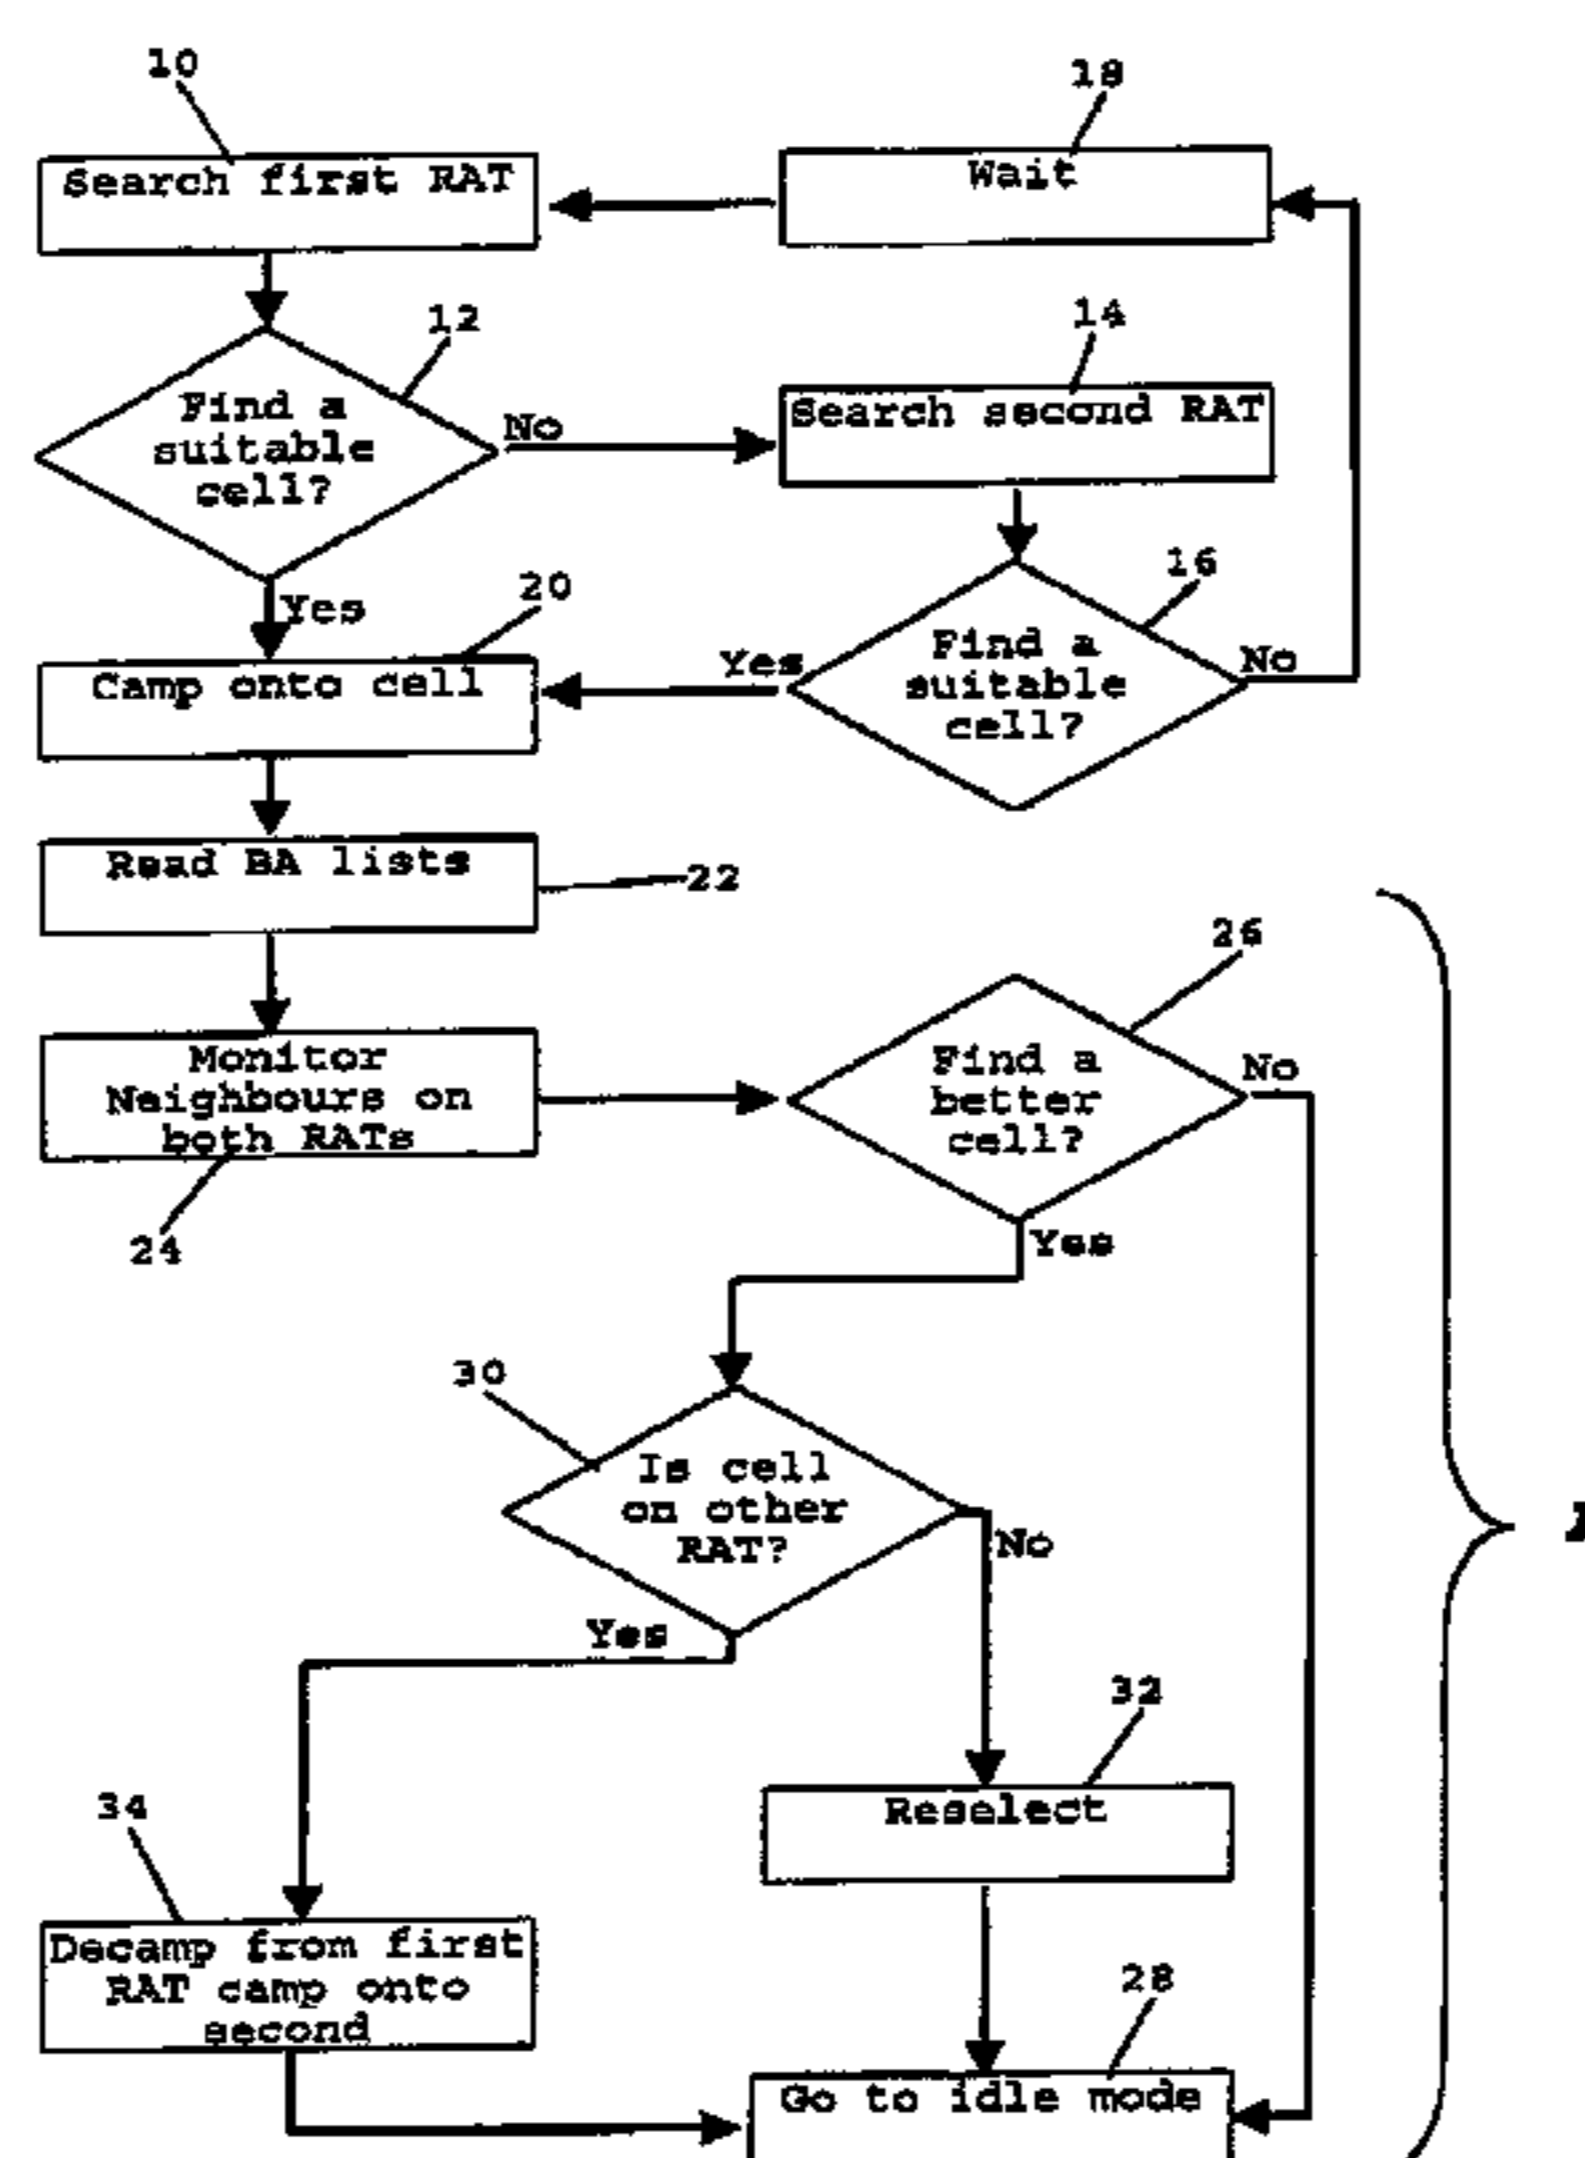 10
18
Search first RAT
Wait
12
14
Find a
suitable
cell?
No
Search second RAT
Yes
20
16
Camp onto cell
Yes
Find a
suitable
cell?
No
Read BA lists
22
26
Monitor
Neighbours on
both RATs
24
Find a
better
cell?
No
Yes
30
Is cell
on other
RAT?
No
Yes
32
Reselect
34
Decamp from first
RAT camp onto
second
28
Go to idle mode